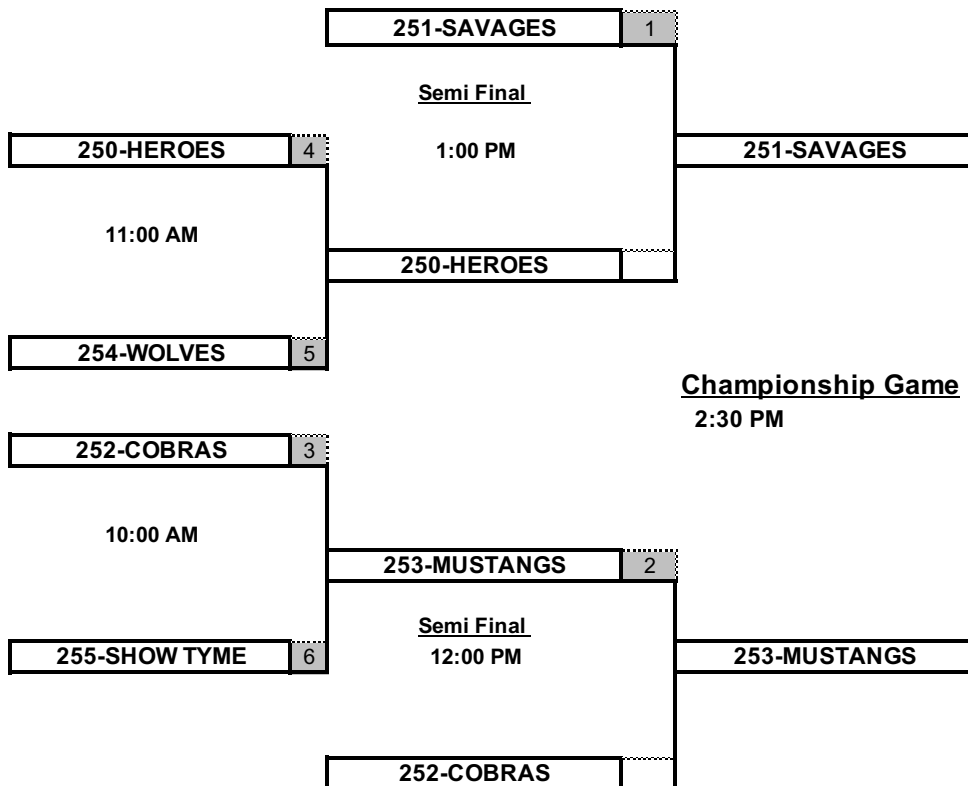 251-SAVAGES 1
Semi Final
250-HEROES 4
1:00 PM
251-SAVAGES
11:00 AM
250-HEROES
254-WOLVES 5
Championship Game
2:30 PM
252-COBRAS 3
10:00 AM
253-MUSTANGS 2
Semi Final
255-SHOW TYME 6
12:00 PM
253-MUSTANGS
252-COBRAS